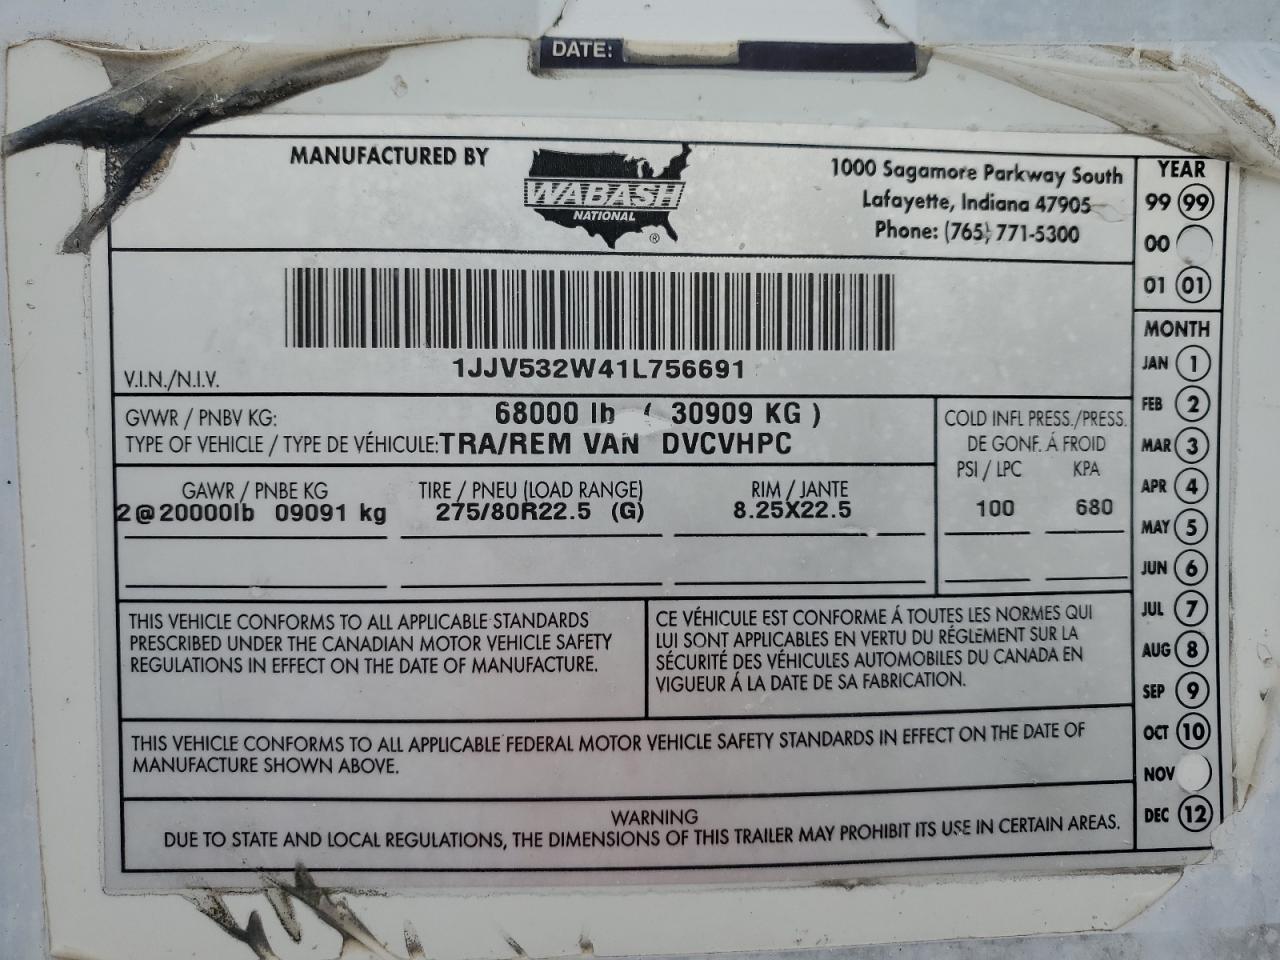 DATE:
MANUFACTURED BY
WABASH
NATIONAL
®
1000 Sagamore Parkway South
Lafayette, Indiana 47905
Phone: (765) 771-5300
1JJV532W41L756691
V.I.N./N.I.V.
GVWR / PNBV KG: 68000 lb ( 30909 KG )
TYPE OF VEHICLE / TYPE DE VÉHICULE: TRA/REM VAN DVCVHPC
COLD INFL PRESS./PRESS.
DE GONF. Á FROID
PSI / LPC KPA
100 680
GAWR / PNBE KG TIRE / PNEU (LOAD RANGE) RIM / JANTE
2@20000lb 09091 kg 275/80R22.5 (G) 8.25X22.5
THIS VEHICLE CONFORMS TO ALL APPLICABLE STANDARDS
PRESCRIBED UNDER THE CANADIAN MOTOR VEHICLE SAFETY
REGULATIONS IN EFFECT ON THE DATE OF MANUFACTURE.
CE VÉHICULE EST CONFORME Á TOUTES LES NORMES QUI
LUI SONT APPLICABLES EN VERTU DU RÉGLEMENT SUR LA
SÉCURITÉ DES VÉHICULES AUTOMOBILES DU CANADA EN
VIGUEUR Á LA DATE DE SA FABRICATION.
THIS VEHICLE CONFORMS TO ALL APPLICABLE FEDERAL MOTOR VEHICLE SAFETY STANDARDS IN EFFECT ON THE DATE OF
MANUFACTURE SHOWN ABOVE.
WARNING
DUE TO STATE AND LOCAL REGULATIONS, THE DIMENSIONS OF THIS TRAILER MAY PROHIBIT ITS USE IN CERTAIN AREAS.
YEAR
99 99
00
01 01
MONTH
JAN 1
FEB 2
MAR 3
APR 4
MAY 5
JUN 6
JUL 7
AUG 8
SEP 9
OCT 10
NOV
DEC 12